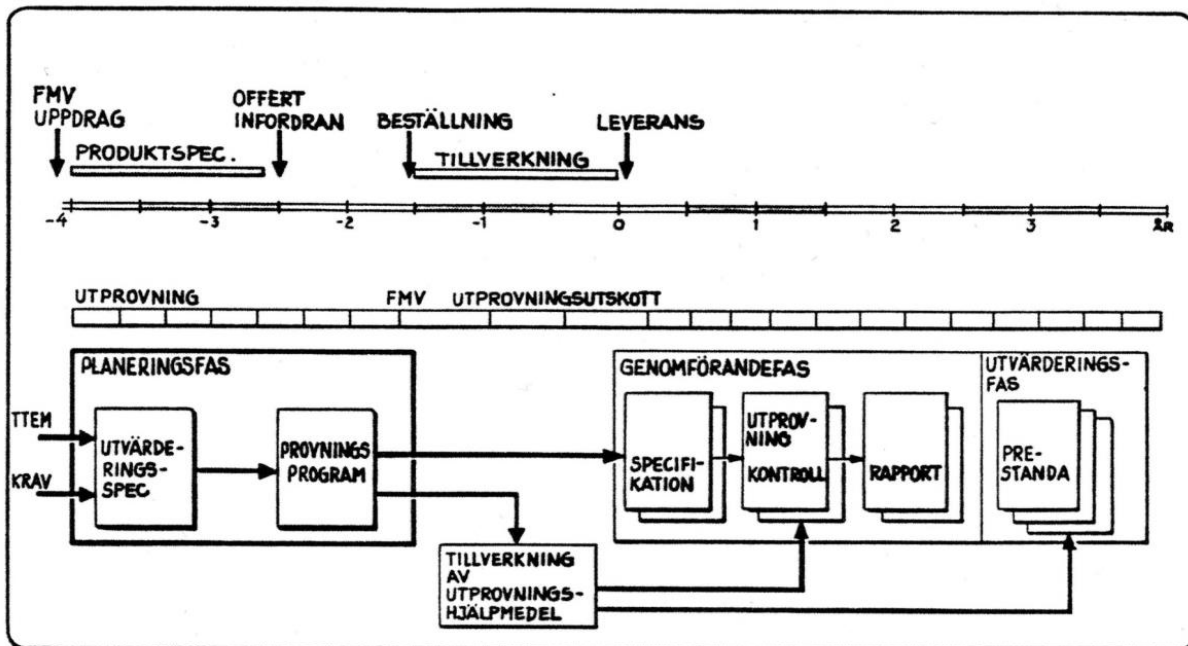 FMV
UPPDRAG
OFFERT
INFORDRAN
BESTÄLLNING
LEVERANS
PRODUKTSPEC.
TILLVERKNING
-4 -3 -2 -1 0 1 2 3 ÅR
UTPROVNING FMV UTPROVNINGSUTSKOTT
PLANERINGSFAS
GENOMFÖRANDEFAS
UTVÄRDERINGS-
FAS
TTEM
KRAV
UTVÄRDE-
RINGS-
SPEC
PROVNINGS
PROGRAM
SPECIFI-
KATION
UTPROV-
NING
KONTROLL
RAPPORT
PRE-
STANDA
TILLVERKNING
AV
UTPROVNINGS-
HJÄLPMEDEL